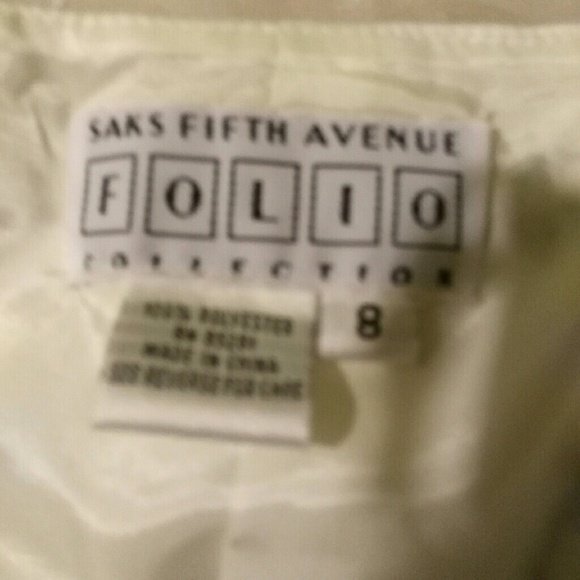 SAKS FIFTH AVENUE
FOLIO
COLLECTION
8
100% POLYESTER
MADE IN CHINA
SEE REVERSE FOR CARE